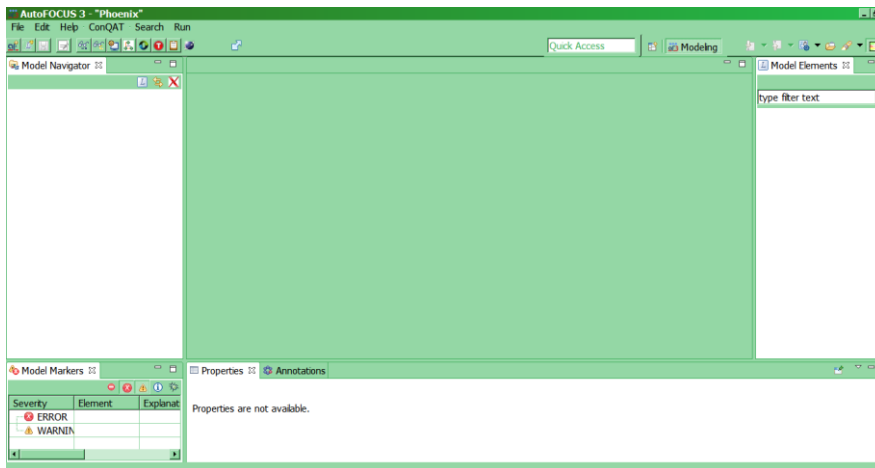 AutoFOCUS 3 - "Phoenix"
File Edit Help ConQAT Search Run
Quick Access
Modelng
Model Navigator
Model Elements
type filter text
Model Markers
Properties
Annotations
Severity Element Explanat
ERROR
WARNIN
Properties are not available.